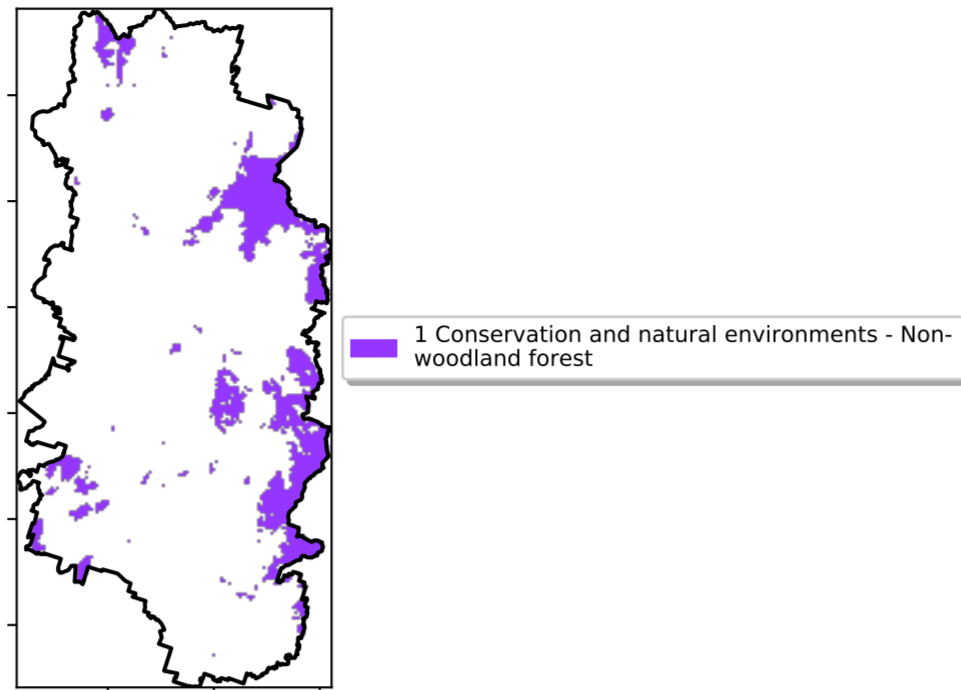 1 Conservation and natural environments - Non-
woodland forest